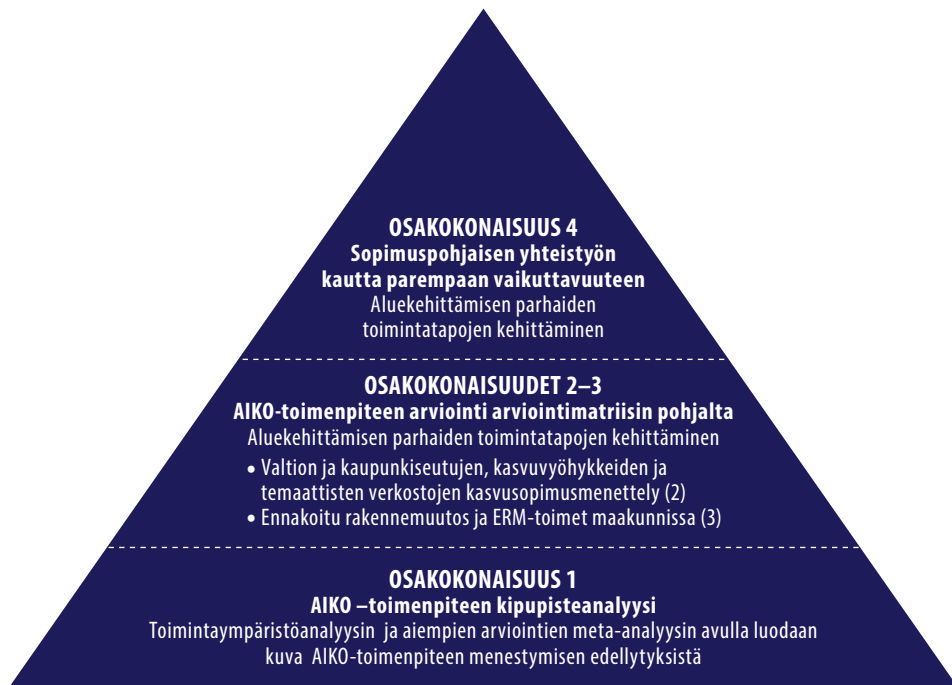 OSAKOKONAISUUS 4
Sopimuspohjaisen yhteistyön
kautta parempaan vaikuttavuuteen
Aluekehittämisen parhaiden
toimintatapojen kehittäminen
OSAKOKONAISUUDET 2–3
AIKO-toimenpiteen arviointi arviointimatriisin pohjalta
Aluekehittämisen parhaiden toimintatapojen kehittäminen
• Valtion ja kaupunkiseutujen, kasvuvyöhykkeiden ja
temaattisten verkostojen kasvusopimusmenettely (2)
• Ennakoitu rakennemuutos ja ERM-toimet maakunnissa (3)
OSAKOKONAISUUS 1
AIKO –toimenpiteen kipupisteanalyysi
Toimintaympäristöanalyysin ja aiempien arviointien meta-analyysin avulla luodaan
kuva AIKO-toimenpiteen menestymisen edellytyksistä